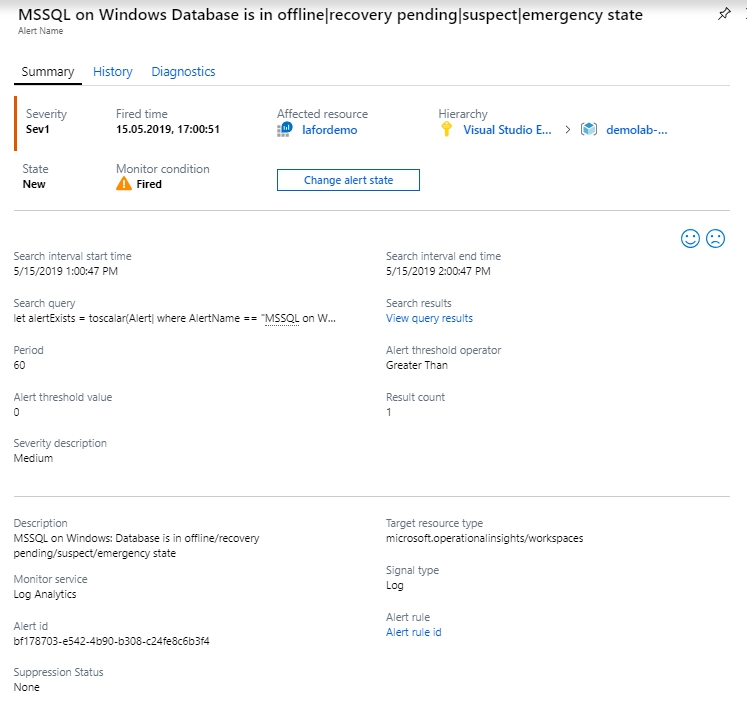 MSSQL on Windows Database is in offline|recovery pending|suspect|emergency state
Alert Name
Summary History Diagnostics
Severity Fired time Affected resource Hierarchy
Sev1 15.05.2019, 17:00:51 lafordemo Visual Studio E... > demolab-...
State Monitor condition
New Fired Change alert state
Search interval start time Search interval end time
5/15/2019 1:00:47 PM 5/15/2019 2:00:47 PM
Search query Search results
let alertExists = toscalar(Alert| where AlertName == "MSSQL on W... View query results
Period Alert threshold operator
60 Greater Than
Alert threshold value Result count
0 1
Severity description
Medium
Description Target resource type
MSSQL on Windows: Database is in offline/recovery microsoft.operationalinsights/workspaces
pending/suspect/emergency state
Signal type
Monitor service Log
Log Analytics
Alert rule
Alert id Alert rule id
bf178703-e542-4b90-b308-c24fe8c6b3f4
Suppression Status
None